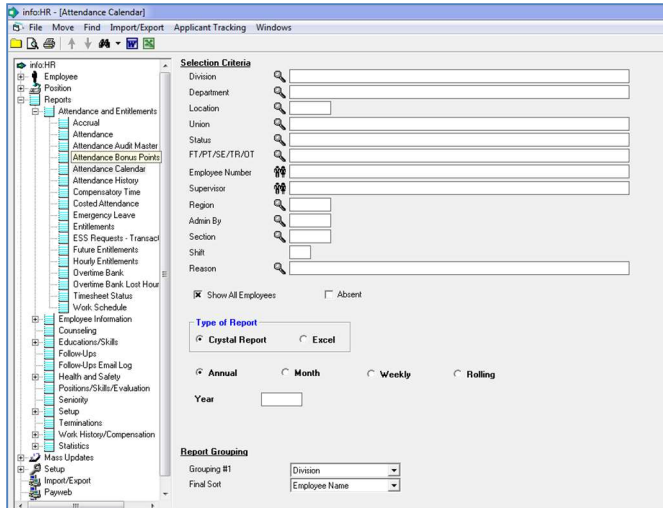 info:HR - [Attendance Calendar]
File Move Find Import/Export Applicant Tracking Windows
info:HR
Employee
Position
Reports
Attendance and Entitlements
Accrual
Attendance
Attendance Audit Master
Attendance Bonus Points
Attendance Calendar
Attendance History
Compensatory Time
Costed Attendance
Emergency Leave
Entitlements
ESS Requests - Transact
Future Entitlements
Hourly Entitlements
Overtime Bank
Overtime Bank Lost Hour
Timesheet Status
Work Schedule
Employee Information
Counseling
Educations/Skills
Follow-Ups
Follow-Ups Email Log
Health and Safety
Positions/Skills/Evaluation
Seniority
Setup
Terminations
Work History/Compensation
Statistics
Mass Updates
Setup
Import/Export
Payweb
Selection Criteria
Division
Department
Location
Union
Status
FT/PT/SE/TR/OT
Employee Number
Supervisor
Region
Admin By
Section
Shift
Reason
Show All Employees Absent
Type of Report
Crystal Report Excel
Annual Month Weekly Rolling
Year
Report Grouping
Grouping #1 Division
Final Sort Employee Name